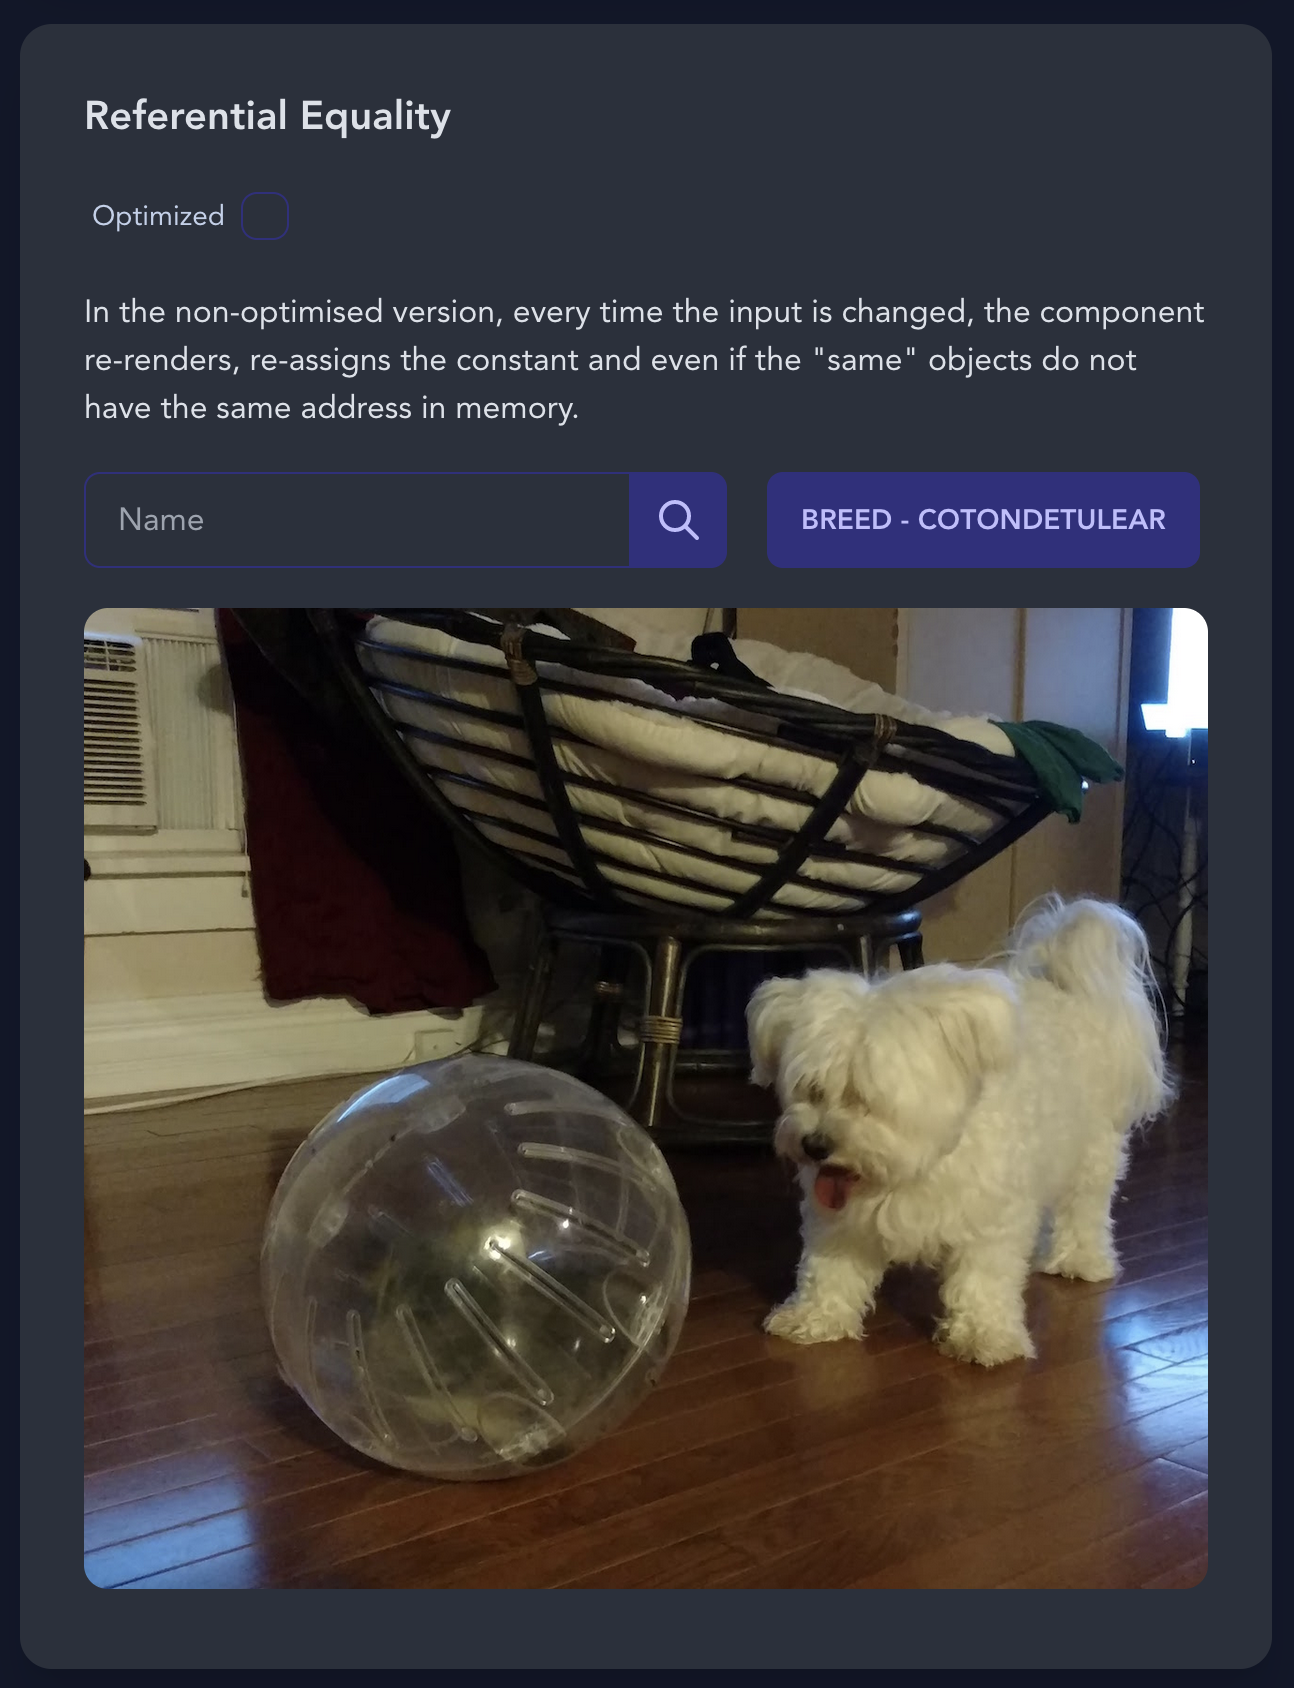 Referential Equality
Optimized
In the non-optimised version, every time the input is changed, the component
re-renders, re-assigns the constant and even if the "same" objects do not
have the same address in memory.
Name
BREED - COTONDETULEAR